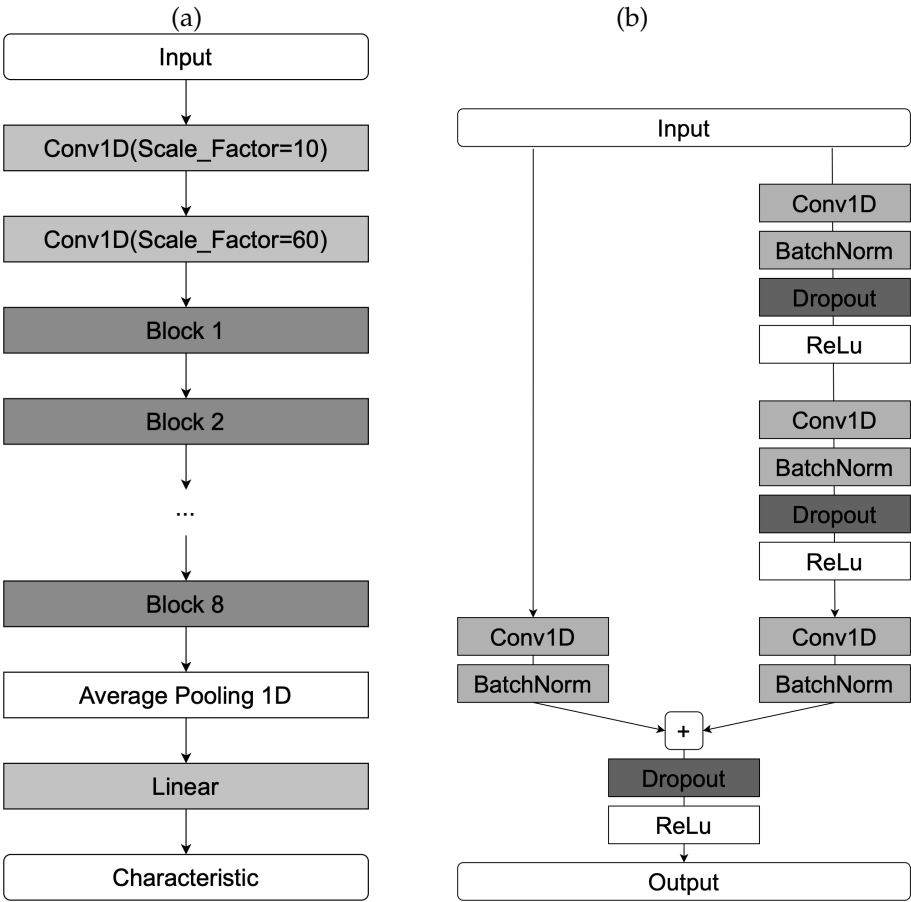 (a)
Input
Conv1D(Scale_Factor=10)
Conv1D(Scale_Factor=60)
Block 1
Block 2
...
Block 8
Average Pooling 1D
Linear
Characteristic
(b)
Input
Conv1D
BatchNorm
Dropout
ReLu
Conv1D
BatchNorm
Dropout
ReLu
Conv1D
BatchNorm
Conv1D
BatchNorm
+
Dropout
ReLu
Output